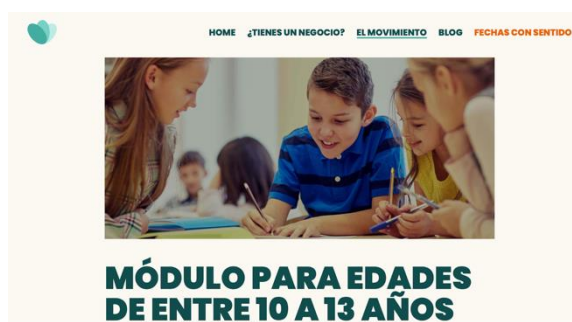 HOME ¿TIENES UN NEGOCIO? EL MOVIMIENTO BLOG FECHAS CON SENTIDO
MÓDULO PARA EDADES
DE ENTRE 10 A 13 AÑOS